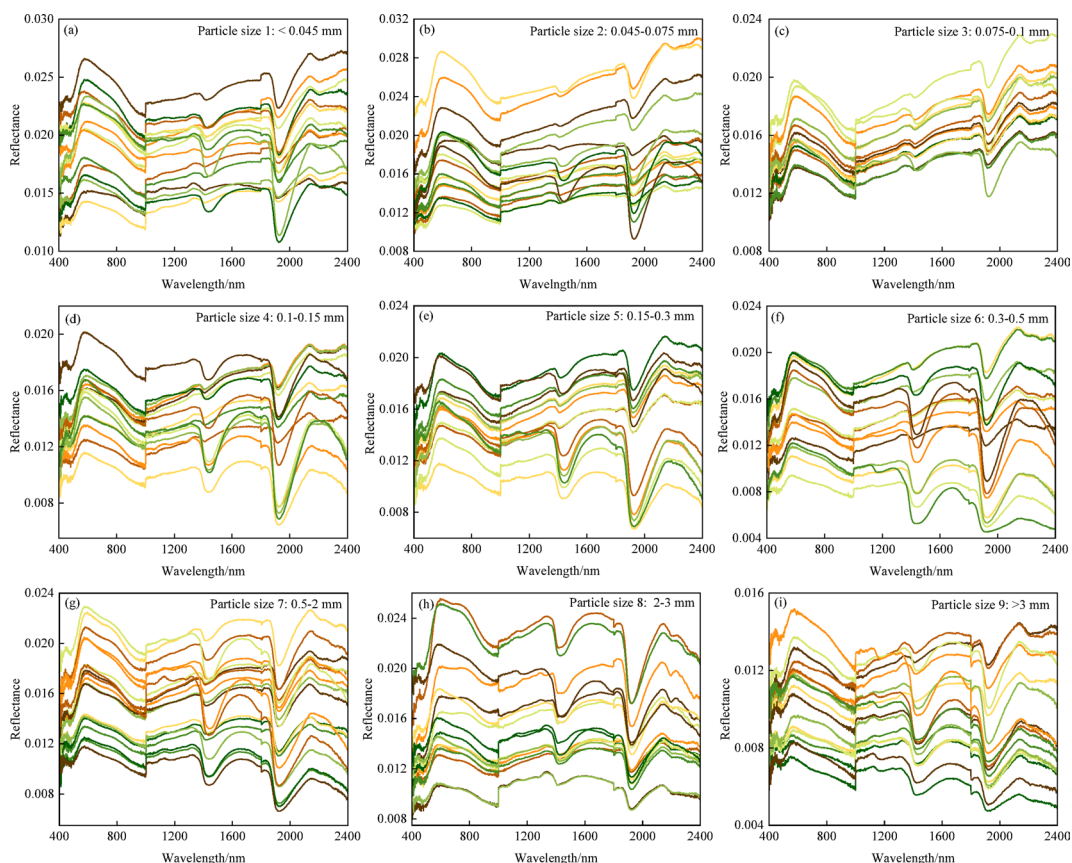 (a) Particle size 1: < 0.045 mm
0.030
0.025
0.020
0.015
0.010
Reflectance
400 800 1200 1600 2000 2400
Wavelength/nm
(b) Particle size 2: 0.045-0.075 mm
0.032
0.028
0.024
0.020
0.016
0.012
0.008
Reflectance
400 800 1200 1600 2000 2400
Wavelength/nm
(c) Particle size 3: 0.075-0.1 mm
0.024
0.020
0.016
0.012
0.008
Reflectance
400 800 1200 1600 2000 2400
Wavelength/nm
(d) Particle size 4: 0.1-0.15 mm
0.020
0.016
0.012
0.008
Reflectance
400 800 1200 1600 2000 2400
Wavelength/nm
(e) Particle size 5: 0.15-0.3 mm
0.024
0.020
0.016
0.012
0.008
Reflectance
400 800 1200 1600 2000 2400
Wavelength/nm
(f) Particle size 6: 0.3-0.5 mm
0.024
0.020
0.016
0.012
0.008
0.004
Reflectance
400 800 1200 1600 2000 2400
Wavelength/nm
(g) Particle size 7: 0.5-2 mm
0.024
0.020
0.016
0.012
0.008
Reflectance
400 800 1200 1600 2000 2400
Wavelength/nm
(h) Particle size 8: 2-3 mm
0.024
0.020
0.016
0.012
0.008
Reflectance
400 800 1200 1600 2000 2400
Wavelength/nm
(i) Particle size 9: >3 mm
0.016
0.012
0.008
0.004
Reflectance
400 800 1200 1600 2000 2400
Wavelength/nm